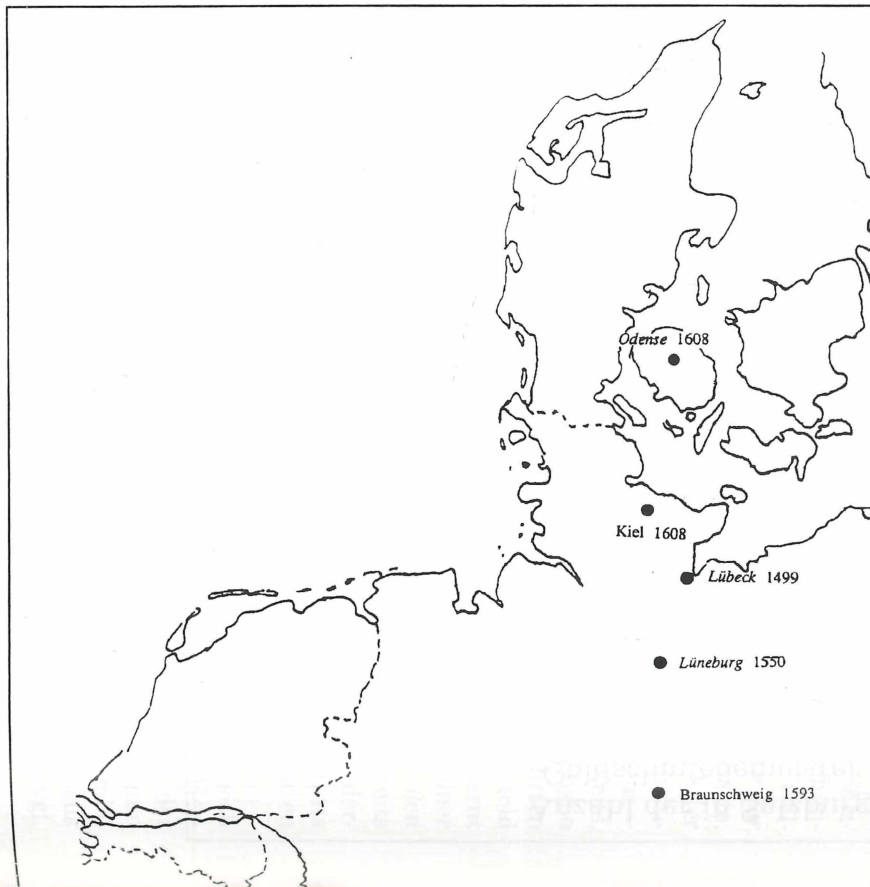 Odense 1608
Kiel 1608
Lübeck 1499
Lüneburg 1550
Braunschweig 1593